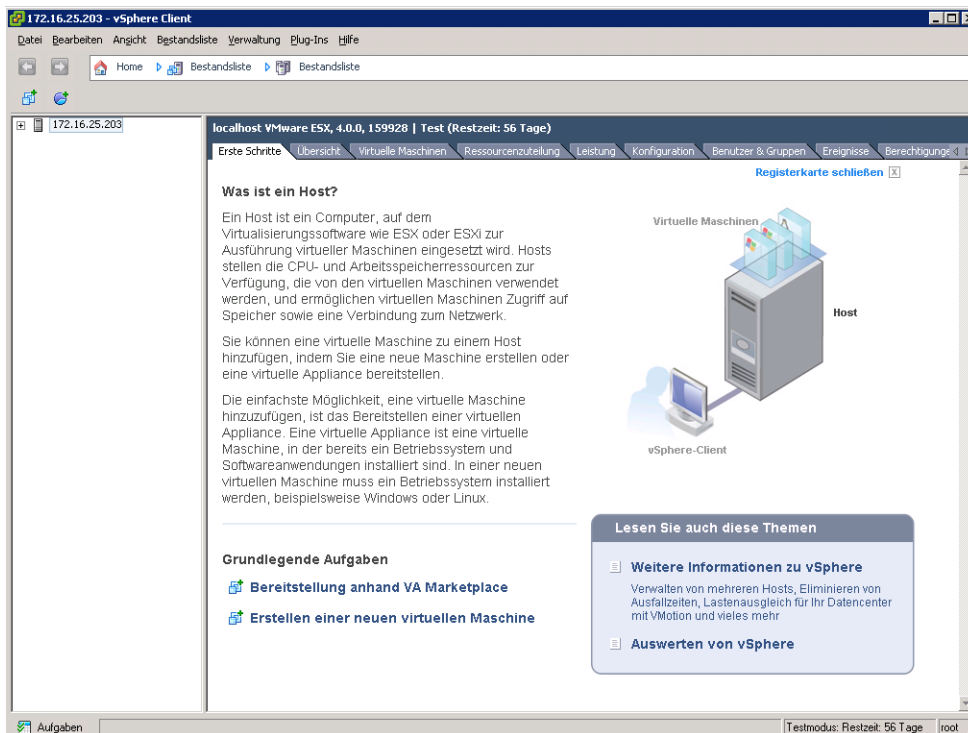 172.16.25.203 - vSphere Client
Datei Bearbeiten Ansicht Bestandsliste Verwaltung Plug-Ins Hilfe
Home Bestandsliste Bestandsliste
172.16.25.203
localhost VMware ESX, 4.0.0, 159928 | Test (Restzeit: 56 Tage)
Erste Schritte Übersicht Virtuelle Maschinen Ressourcenzuteilung Leistung Konfiguration Benutzer & Gruppen Ereignisse Berechtigunge
Registerkarte schließen
Was ist ein Host?
Ein Host ist ein Computer, auf dem
Virtualisierungssoftware wie ESX oder ESXi zur
Ausführung virtueller Maschinen eingesetzt wird. Hosts
stellen die CPU- und Arbeitsspeicherressourcen zur
Verfügung, die von den virtuellen Maschinen verwendet
werden, und ermöglichen virtuellen Maschinen Zugriff auf
Speicher sowie eine Verbindung zum Netzwerk.
Sie können eine virtuelle Maschine zu einem Host
hinzufügen, indem Sie eine neue Maschine erstellen oder
eine virtuelle Appliance bereitstellen.
Die einfachste Möglichkeit, eine virtuelle Maschine
hinzuzufügen, ist das Bereitstellen einer virtuellen
Appliance. Eine virtuelle Appliance ist eine virtuelle
Maschine, in der bereits ein Betriebssystem und
Softwareanwendungen installiert sind. In einer neuen
virtuellen Maschine muss ein Betriebssystem installiert
werden, beispielsweise Windows oder Linux.
Virtuelle Maschinen
Host
vSphere-Client
Grundlegende Aufgaben
Bereitstellung anhand VA Marketplace
Erstellen einer neuen virtuellen Maschine
Lesen Sie auch diese Themen
Weitere Informationen zu vSphere
Verwalten von mehreren Hosts, Eliminieren von
Ausfallzeiten, Lastenausgleich für Ihr Datencenter
mit VMotion und vieles mehr
Auswerten von vSphere
Aufgaben
Testmodus: Restzeit: 56 Tage root